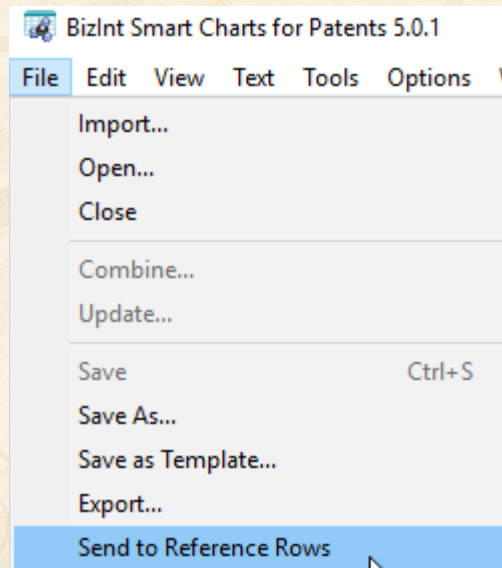 BizInt Smart Charts for Patents 5.0.1
File Edit View Text Tools Options
Import...
Open...
Close
Combine...
Update...
Save Ctrl+S
Save As...
Save as Template...
Export...
Send to Reference Rows